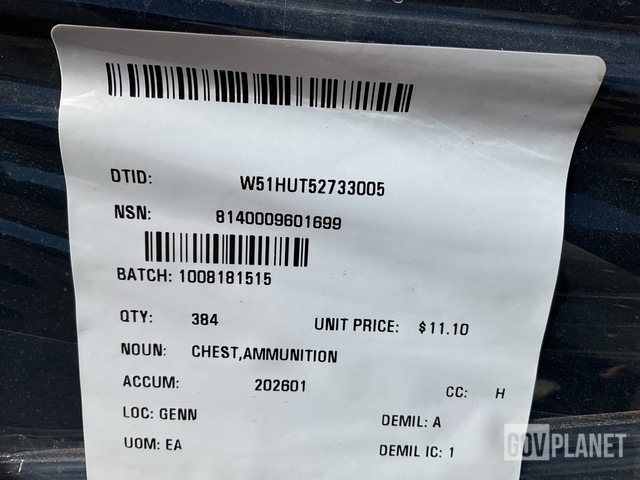 DTID: W51HUT52733005
NSN: 8140009601699
BATCH: 1008181515
QTY: 384 UNIT PRICE: $11.10
NOUN: CHEST,AMMUNITION
ACCUM: 202601 CC: H
LOC: GENN DEMIL: A
UOM: EA DEMIL IC: 1
GOVPLANET